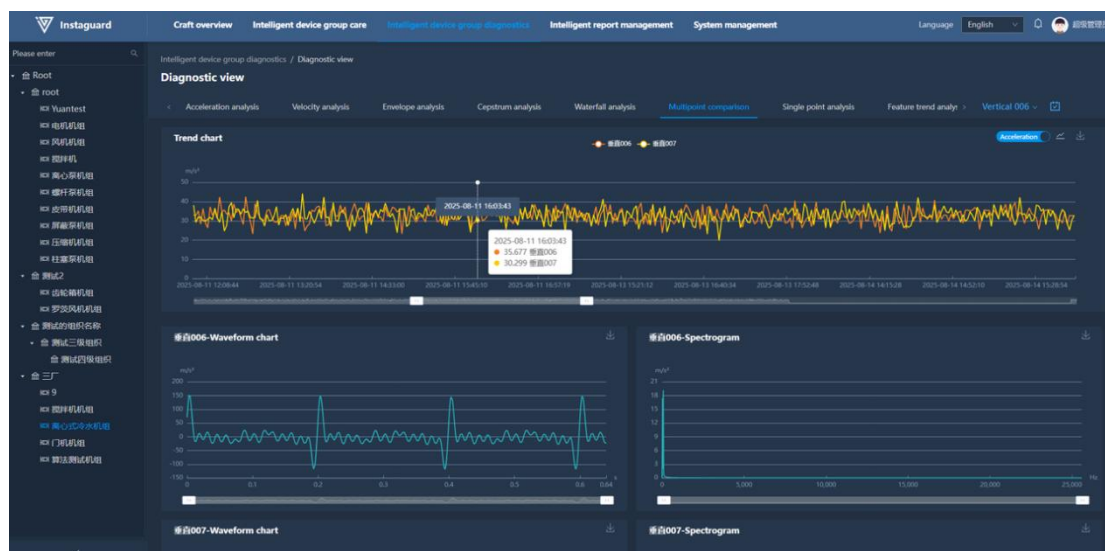 Instaguard
Craft overview
Intelligent device group care
Intelligent device group diagnostics
Intelligent report management
System management
Language
English
超级管理员
Please enter
Root
root
Yuantest
电机机组
风机机组
搅拌机
离心泵机组
螺杆泵机组
皮带机机组
屏蔽泵机组
压缩机机组
柱塞泵机组
测试2
齿轮箱机组
罗茨风机机组
测试的组织名称
测试三级组织
测试四级组织
三厂
9
搅拌机机组
离心式冷水机组
门机机组
算法测试机组
Intelligent device group diagnostics / Diagnostic view
Diagnostic view
Acceleration analysis
Velocity analysis
Envelope analysis
Cepstrum analysis
Waterfall analysis
Multipoint comparison
Single point analysis
Feature trend analy
Vertical 006
Trend chart
垂直006
垂直007
Acceleration
m/s²
50
40
30
20
10
0
2025-08-11 16:03:43
2025-08-11 16:03:43
35.677 垂直006
30.299 垂直007
2025-08-11 12:08:44
2025-08-11 13:20:54
2025-08-11 14:33:00
2025-08-11 15:45:10
2025-08-11 16:57:19
2025-08-13 15:21:12
2025-08-13 16:40:34
2025-08-13 17:52:48
2025-08-14 14:15:28
2025-08-14 14:52:10
2025-08-14 15:28:54
垂直006-Waveform chart
m/s²
200
150
100
50
0
-50
-100
-150
0
0.1
0.2
0.3
0.4
0.5
0.6
0.64
s
垂直006-Spectrogram
m/s²
21
18
15
12
9
6
3
0
0
5,000
10,000
15,000
20,000
25,000
Hz
垂直007-Waveform chart
垂直007-Spectrogram